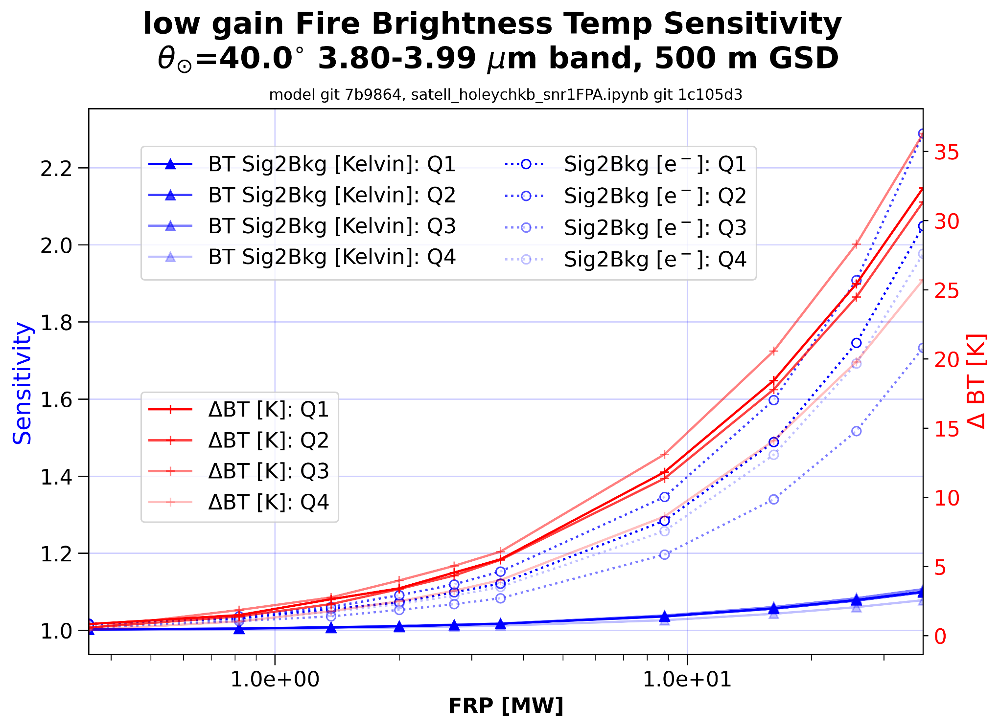 low gain Fire Brightness Temp Sensitivity
θ⊙=40.0° 3.80-3.99 μm band, 500 m GSD
model git 7b9864, satell_holeychkb_snr1FPA.ipynb git 1c105d3
BT Sig2Bkg [Kelvin]: Q1
BT Sig2Bkg [Kelvin]: Q2
BT Sig2Bkg [Kelvin]: Q3
BT Sig2Bkg [Kelvin]: Q4
Sig2Bkg [e⁻]: Q1
Sig2Bkg [e⁻]: Q2
Sig2Bkg [e⁻]: Q3
Sig2Bkg [e⁻]: Q4
ΔBT [K]: Q1
ΔBT [K]: Q2
ΔBT [K]: Q3
ΔBT [K]: Q4
Sensitivity
2.2
2.0
1.8
1.6
1.4
1.2
1.0
35
30
25
20
15
10
5
0
Δ BT [K]
1.0e+00
1.0e+01
FRP [MW]